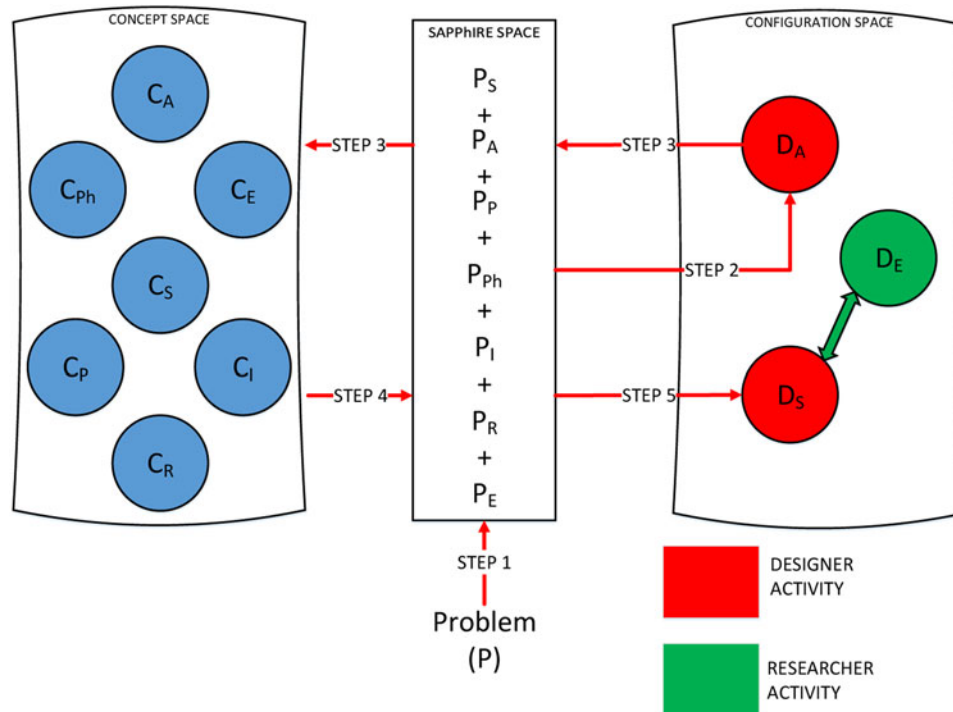 CONCEPT SPACE
C_A
C_Ph
C_E
C_S
C_P
C_I
C_R
STEP 3
STEP 4
SAPPhIRE SPACE
P_S
+
P_A
+
P_P
+
P_Ph
+
P_I
+
P_R
+
P_E
STEP 1
Problem
(P)
CONFIGURATION SPACE
STEP 3
D_A
STEP 2
D_E
STEP 5
D_S
DESIGNER
ACTIVITY
RESEARCHER
ACTIVITY